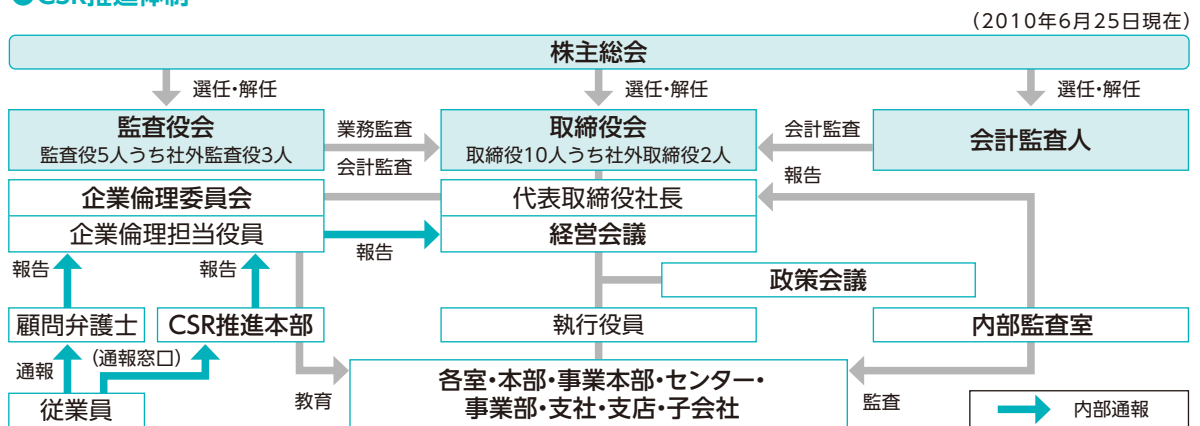 ●CSR推進体制
(2010年6月25日現在)
株主総会
選任・解任
選任・解任
選任・解任
監査役会
監査役5人うち社外監査役3人
業務監査
会計監査
取締役会
取締役10人うち社外取締役2人
会計監査
会計監査人
企業倫理委員会
企業倫理担当役員
代表取締役社長
経営会議
報告
報告
報告
報告
政策会議
顧問弁護士
CSR推進本部
執行役員
内部監査室
通報
(通報窓口)
従業員
教育
各室・本部・事業本部・センター・
事業部・支社・支店・子会社
監査
内部通報